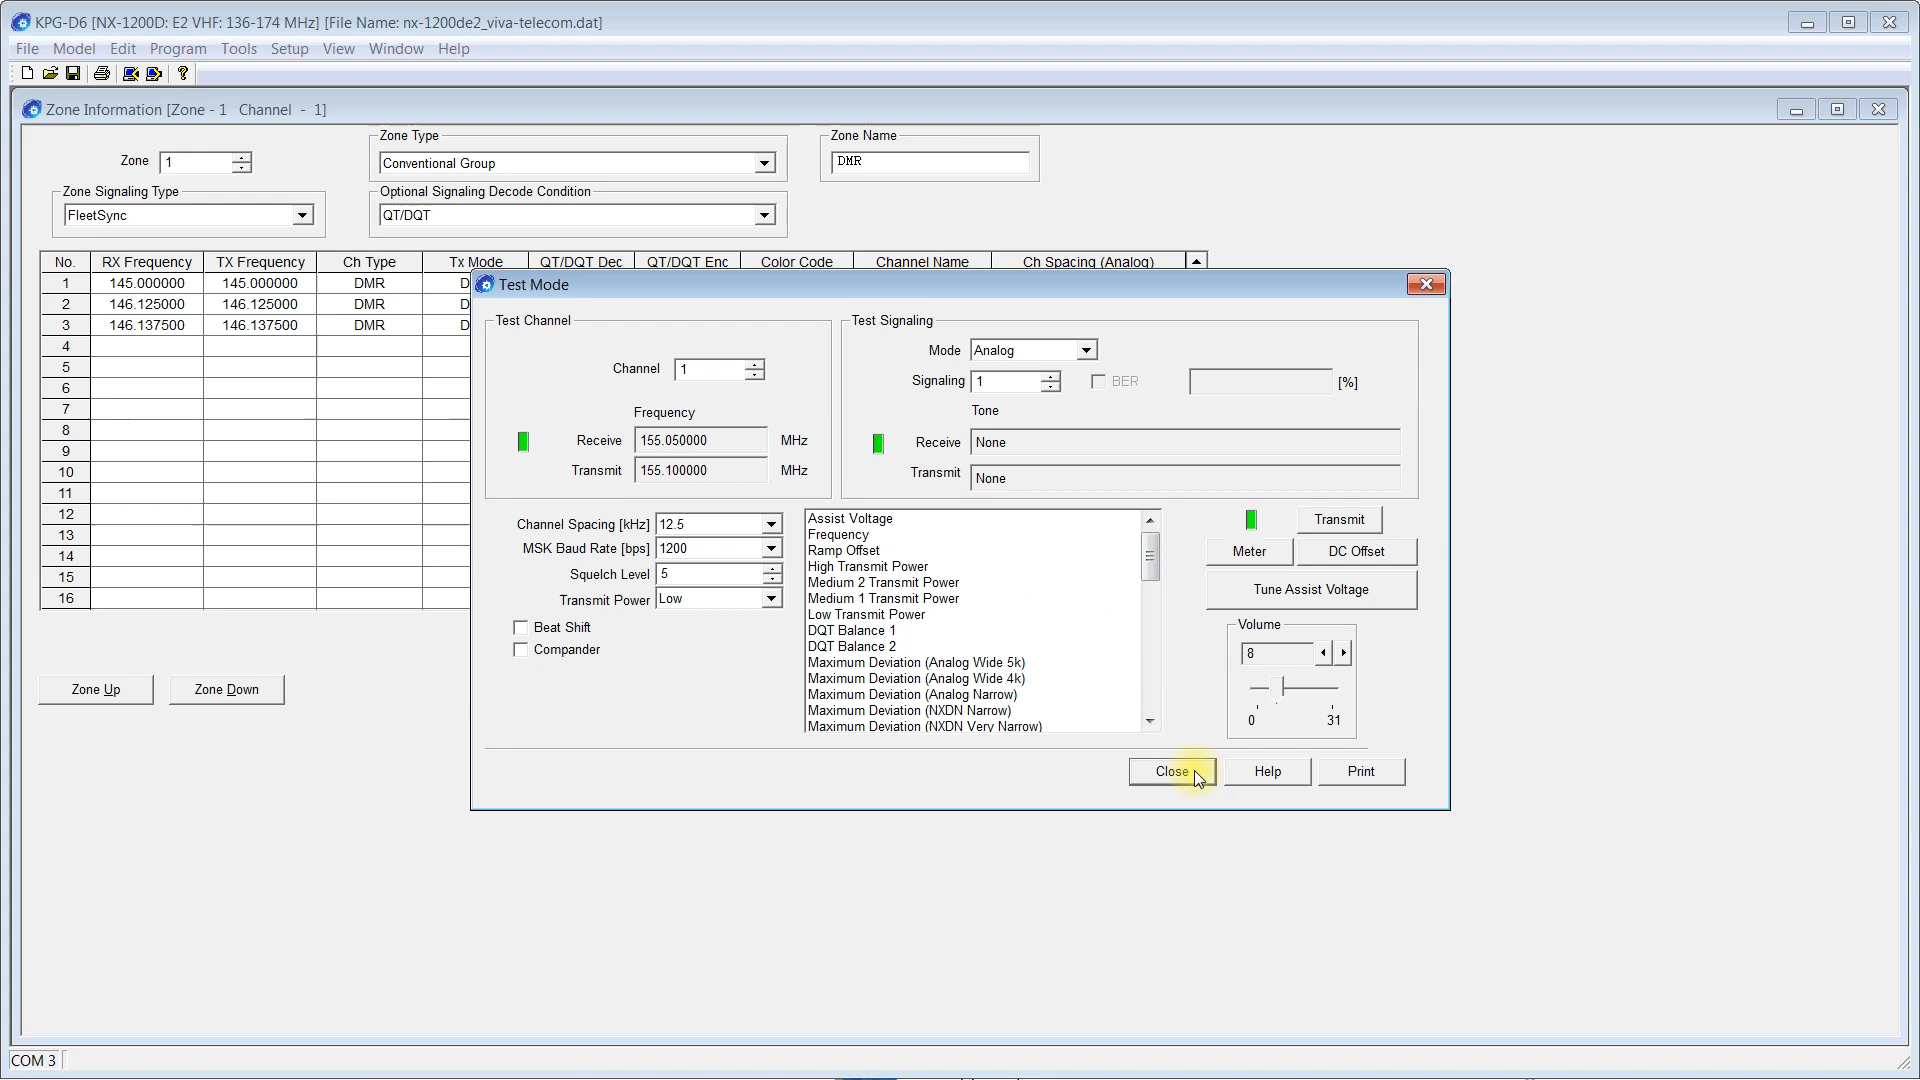 KPG-D6 [NX-1200D: E2 VHF: 136-174 MHz] [File Name: nx-1200de2_viva-telecom.dat]
File Model Edit Program Tools Setup View Window Help
Zone Information [Zone - 1 Channel - 1]
Zone 1
Zone Type
Conventional Group
Zone Name
DMR
Zone Signaling Type
FleetSync
Optional Signaling Decode Condition
QT/DQT
No. RX Frequency TX Frequency Ch Type Tx Mode QT/DQT Dec QT/DQT Enc Color Code Channel Name Ch Spacing (Analog)
1 145.000000 145.000000 DMR D
2 146.125000 146.125000 DMR D
3 146.137500 146.137500 DMR D
4
5
6
7
8
9
10
11
12
13
14
15
16
Zone Up Zone Down
Test Mode
Test Channel
Channel 1
Frequency
Receive 155.050000 MHz
Transmit 155.100000 MHz
Test Signaling
Mode Analog
Signaling 1 BER [%]
Tone
Receive None
Transmit None
Channel Spacing [kHz] 12.5
MSK Baud Rate [bps] 1200
Squelch Level 5
Transmit Power Low
Beat Shift
Compander
Assist Voltage
Frequency
Ramp Offset
High Transmit Power
Medium 2 Transmit Power
Medium 1 Transmit Power
Low Transmit Power
DQT Balance 1
DQT Balance 2
Maximum Deviation (Analog Wide 5k)
Maximum Deviation (Analog Wide 4k)
Maximum Deviation (Analog Narrow)
Maximum Deviation (NXDN Narrow)
Maximum Deviation (NXDN Very Narrow)
Transmit
Meter DC Offset
Tune Assist Voltage
Volume
8
0 31
Close Help Print
COM 3